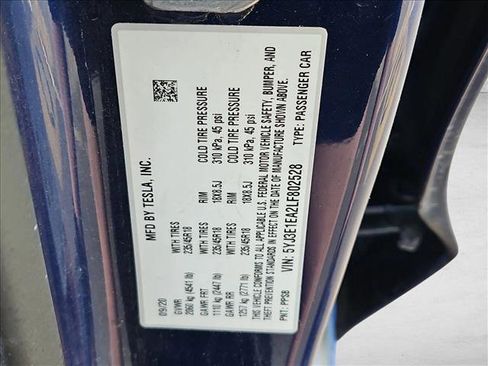 MFD BY TESLA, INC.
09/20
GVWR WITH TIRES RIM COLD TIRE PRESSURE
2060 kg (4541 lb) 235/45R18 18X8.5J 310 kPa, 45 psi
GAWR FRT WITH TIRES RIM COLD TIRE PRESSURE
1110 kg (2447 lb) 235/45R18 18X8.5J 310 kPa, 45 psi
GAWR RR
1257 kg (2771 lb)
THIS VEHICLE CONFORMS TO ALL APPLICABLE U.S. FEDERAL MOTOR VEHICLE SAFETY, BUMPER, AND
THEFT PREVENTION STANDARDS IN EFFECT ON THE DATE OF MANUFACTURE SHOWN ABOVE.
VIN: 5YJ3E1EA2LF802528 TYPE: PASSENGER CAR
PNT: PPSB